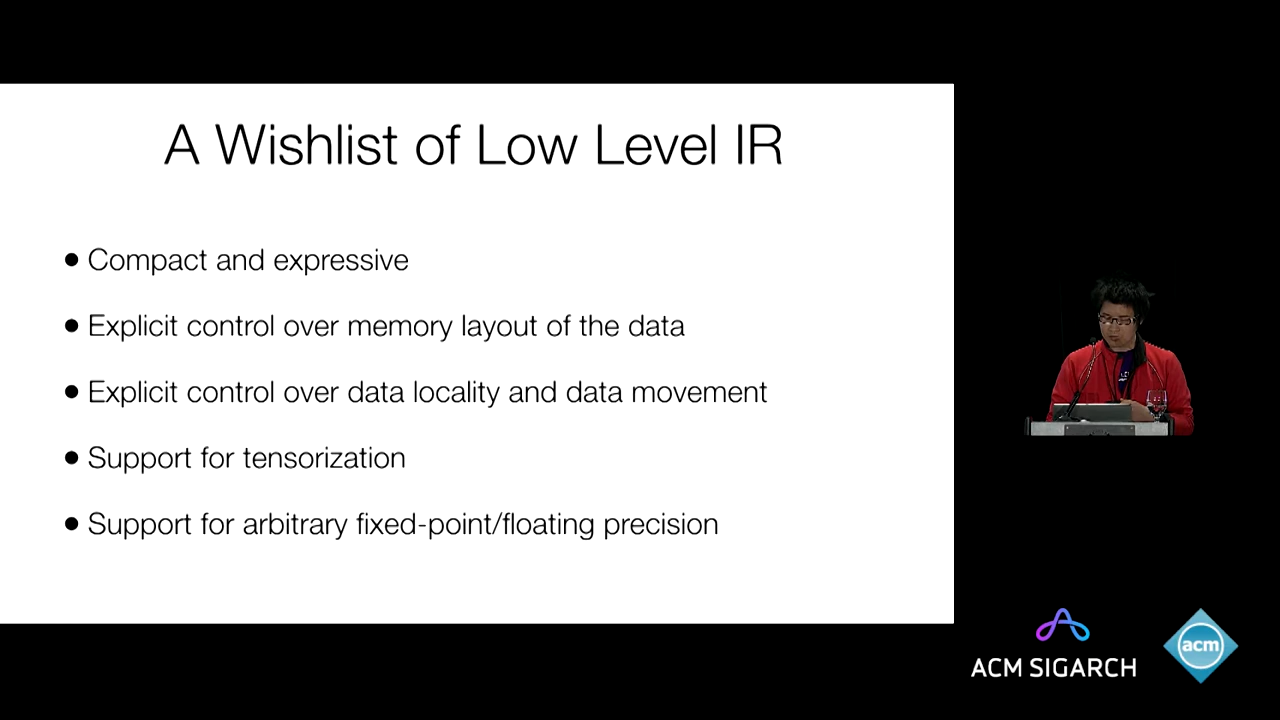 A Wishlist of Low Level IR
• Compact and expressive
• Explicit control over memory layout of the data
• Explicit control over data locality and data movement
• Support for tensorization
• Support for arbitrary fixed-point/floating precision
ACM SIGARCH
acm